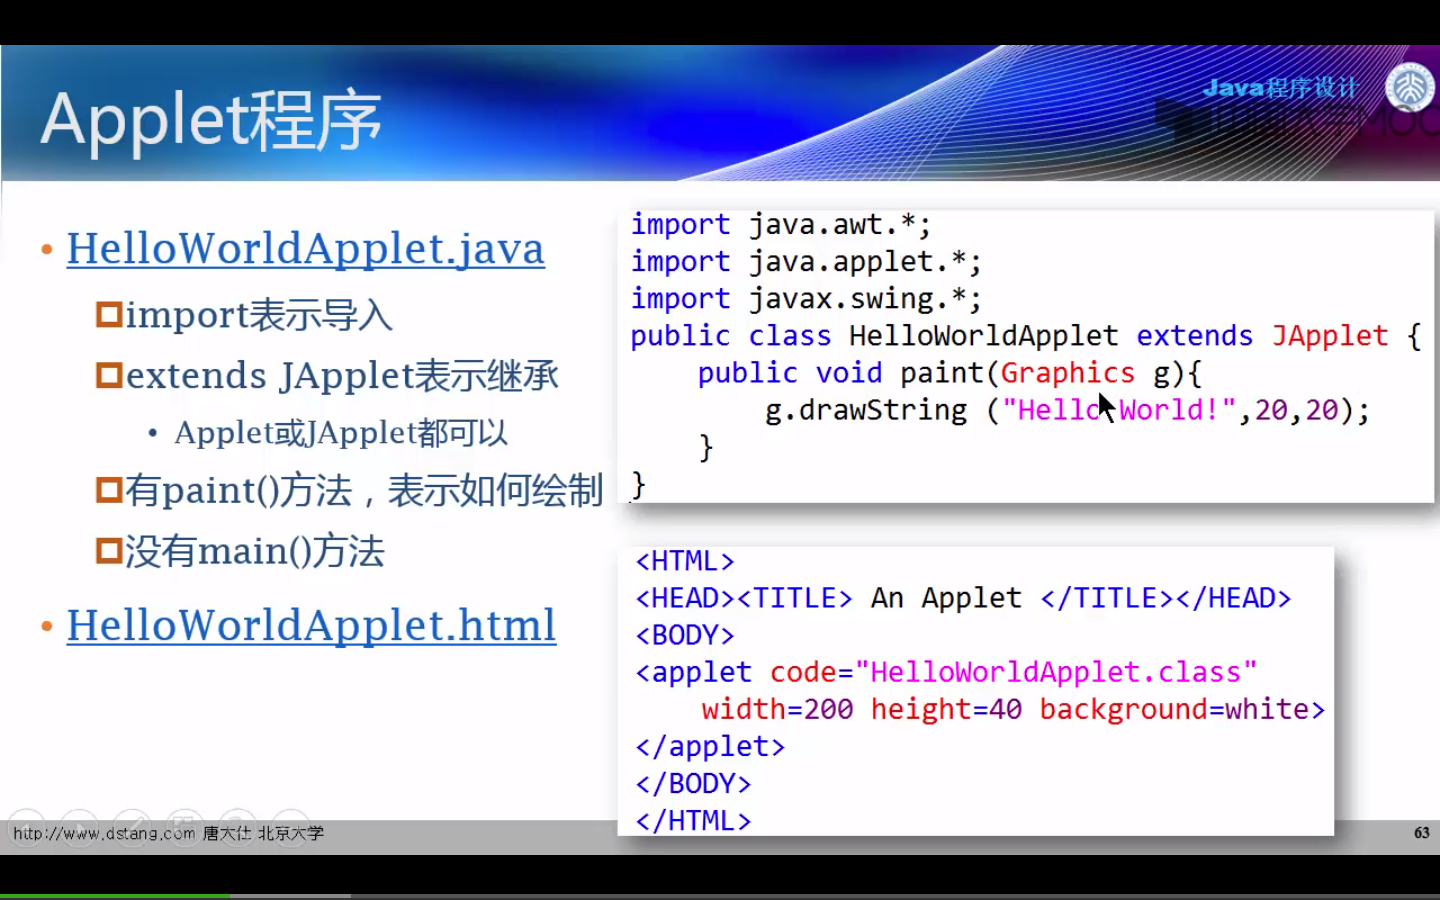 Applet程序
Java程序设计
HelloWorldApplet.java
import表示导入
extends JApplet表示继承
Applet或JApplet都可以
有paint()方法，表示如何绘制
没有main()方法
HelloWorldApplet.html
import java.awt.*;
import java.applet.*;
import javax.swing.*;
public class HelloWorldApplet extends JApplet {
public void paint(Graphics g){
g.drawString ("Hello World!",20,20);
}
}
<HTML>
<HEAD><TITLE> An Applet </TITLE></HEAD>
<BODY>
<applet code="HelloWorldApplet.class"
width=200 height=40 background=white>
</applet>
</BODY>
</HTML>
http://www.dstang.com 唐大仕 北京大学
63